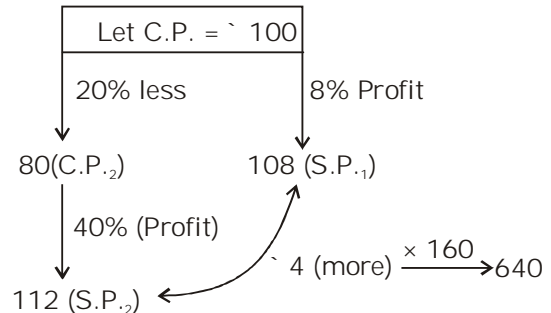 Let C.P. = ` 100
20% less
8% Profit
80(C.P.₂)
108 (S.P.₁)
40% (Profit)
` 4 (more)
× 160
640
112 (S.P.₂)